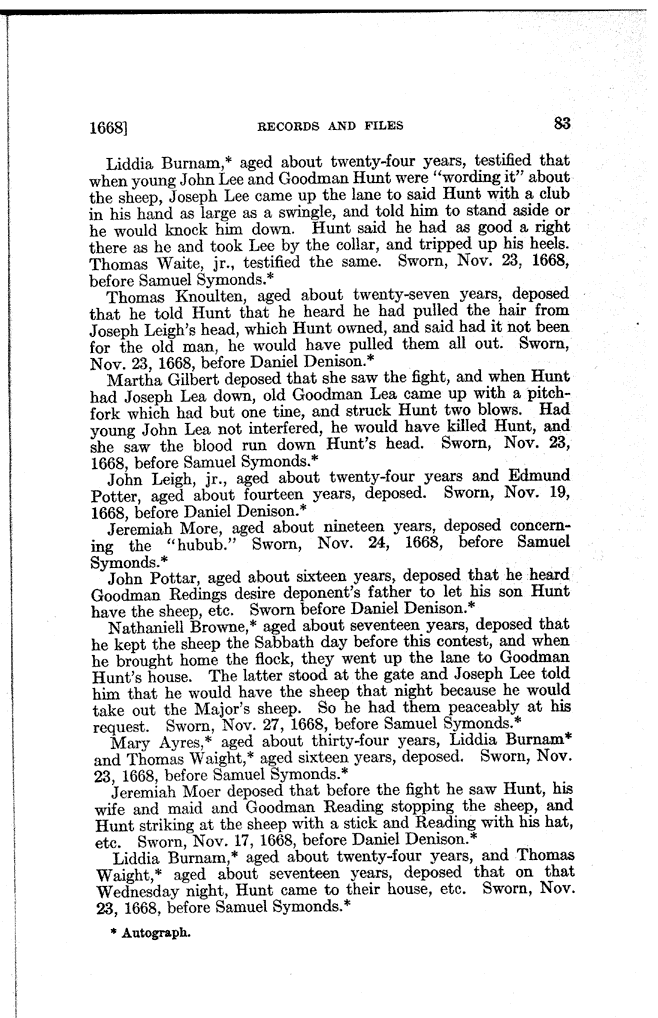 1668] RECORDS AND FILES 83
Liddia Burnam,* aged about twenty-four years, testified that
when young John Lee and Goodman Hunt were "wording it" about
the sheep, Joseph Lee came up the lane to said Hunt with a club
in his hand as large as a swingle, and told him to stand aside or
he would knock him down. Hunt said he had as good a right
there as he and took Lee by the collar, and tripped up his heels.
Thomas Waite, jr., testified the same. Sworn, Nov. 23, 1668,
before Samuel Symonds.*
Thomas Knoulten, aged about twenty-seven years, deposed
that he told Hunt that he heard he had pulled the hair from
Joseph Leigh's head, which Hunt owned, and said had it not been
for the old man, he would have pulled them all out. Sworn,
Nov. 23, 1668, before Daniel Denison.*
Martha Gilbert deposed that she saw the fight, and when Hunt
had Joseph Lea down, old Goodman Lea came up with a pitch-
fork which had but one tine, and struck Hunt two blows. Had
young John Lea not interfered, he would have killed Hunt, and
she saw the blood run down Hunt's head. Sworn, Nov. 23,
1668, before Samuel Symonds.*
John Leigh, jr., aged about twenty-four years and Edmund
Potter, aged about fourteen years, deposed. Sworn, Nov. 19,
1668, before Daniel Denison.*
Jeremiah More, aged about nineteen years, deposed concern-
ing the "hubub." Sworn, Nov. 24, 1668, before Samuel
Symonds.*
John Pottar, aged about sixteen years, deposed that he heard
Goodman Redings desire deponent's father to let his son Hunt
have the sheep, etc. Sworn before Daniel Denison.*
Nathaniell Browne,* aged about seventeen years, deposed that
he kept the sheep the Sabbath day before this contest, and when
he brought home the flock, they went up the lane to Goodman
Hunt's house. The latter stood at the gate and Joseph Lee told
him that he would have the sheep that night because he would
take out the Major's sheep. So he had them peaceably at his
request. Sworn, Nov. 27, 1668, before Samuel Symonds.*
Mary Ayres,* aged about thirty-four years, Liddia Burnam*
and Thomas Waight,* aged sixteen years, deposed. Sworn, Nov.
23, 1668, before Samuel Symonds.*
Jeremiah Moer deposed that before the fight he saw Hunt, his
wife and maid and Goodman Reading stopping the sheep, and
Hunt striking at the sheep with a stick and Reading with his hat,
etc. Sworn, Nov. 17, 1668, before Daniel Denison.*
Liddia Burnam,* aged about twenty-four years, and Thomas
Waight,* aged about seventeen years, deposed that on that
Wednesday night, Hunt came to their house, etc. Sworn, Nov.
23, 1668, before Samuel Symonds.*
* Autograph.